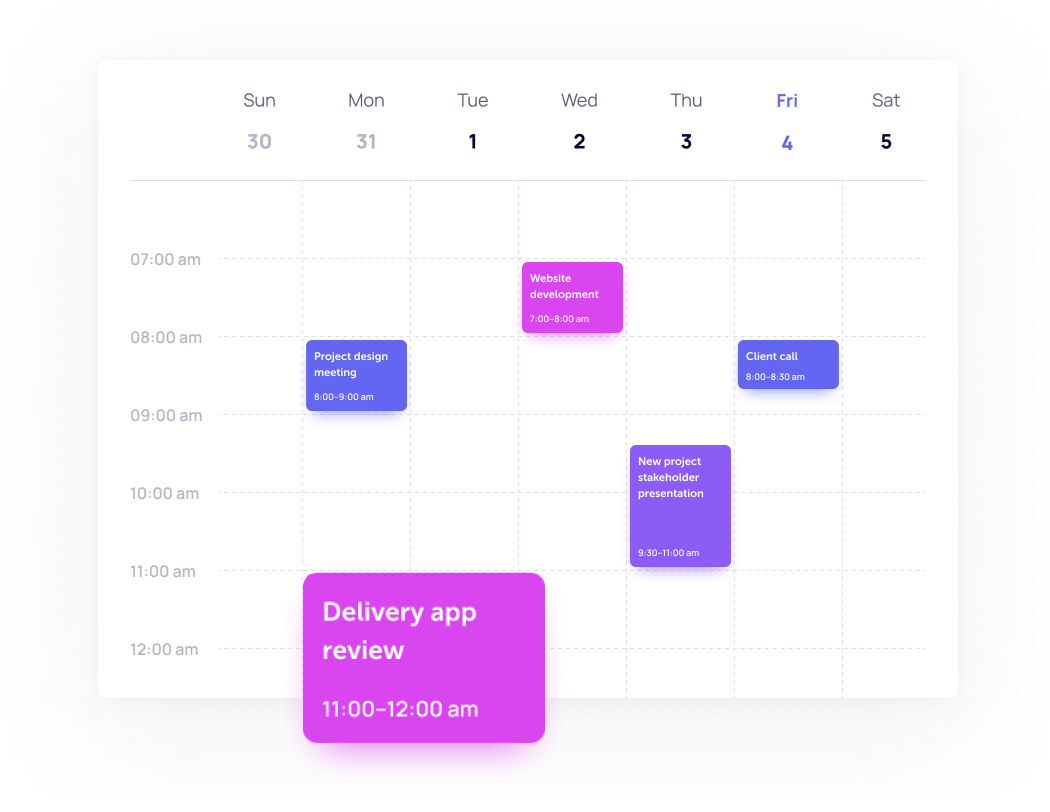 Sun Mon Tue Wed Thu Fri Sat
30 31 1 2 3 4 5
07:00 am
Website
development
7:00–8:00 am
08:00 am
Project design
meeting
8:00–9:00 am
Client call
8:00–8:30 am
09:00 am
New project
stakeholder
presentation
9:30–11:00 am
10:00 am
11:00 am
Delivery app
review
11:00–12:00 am
12:00 am